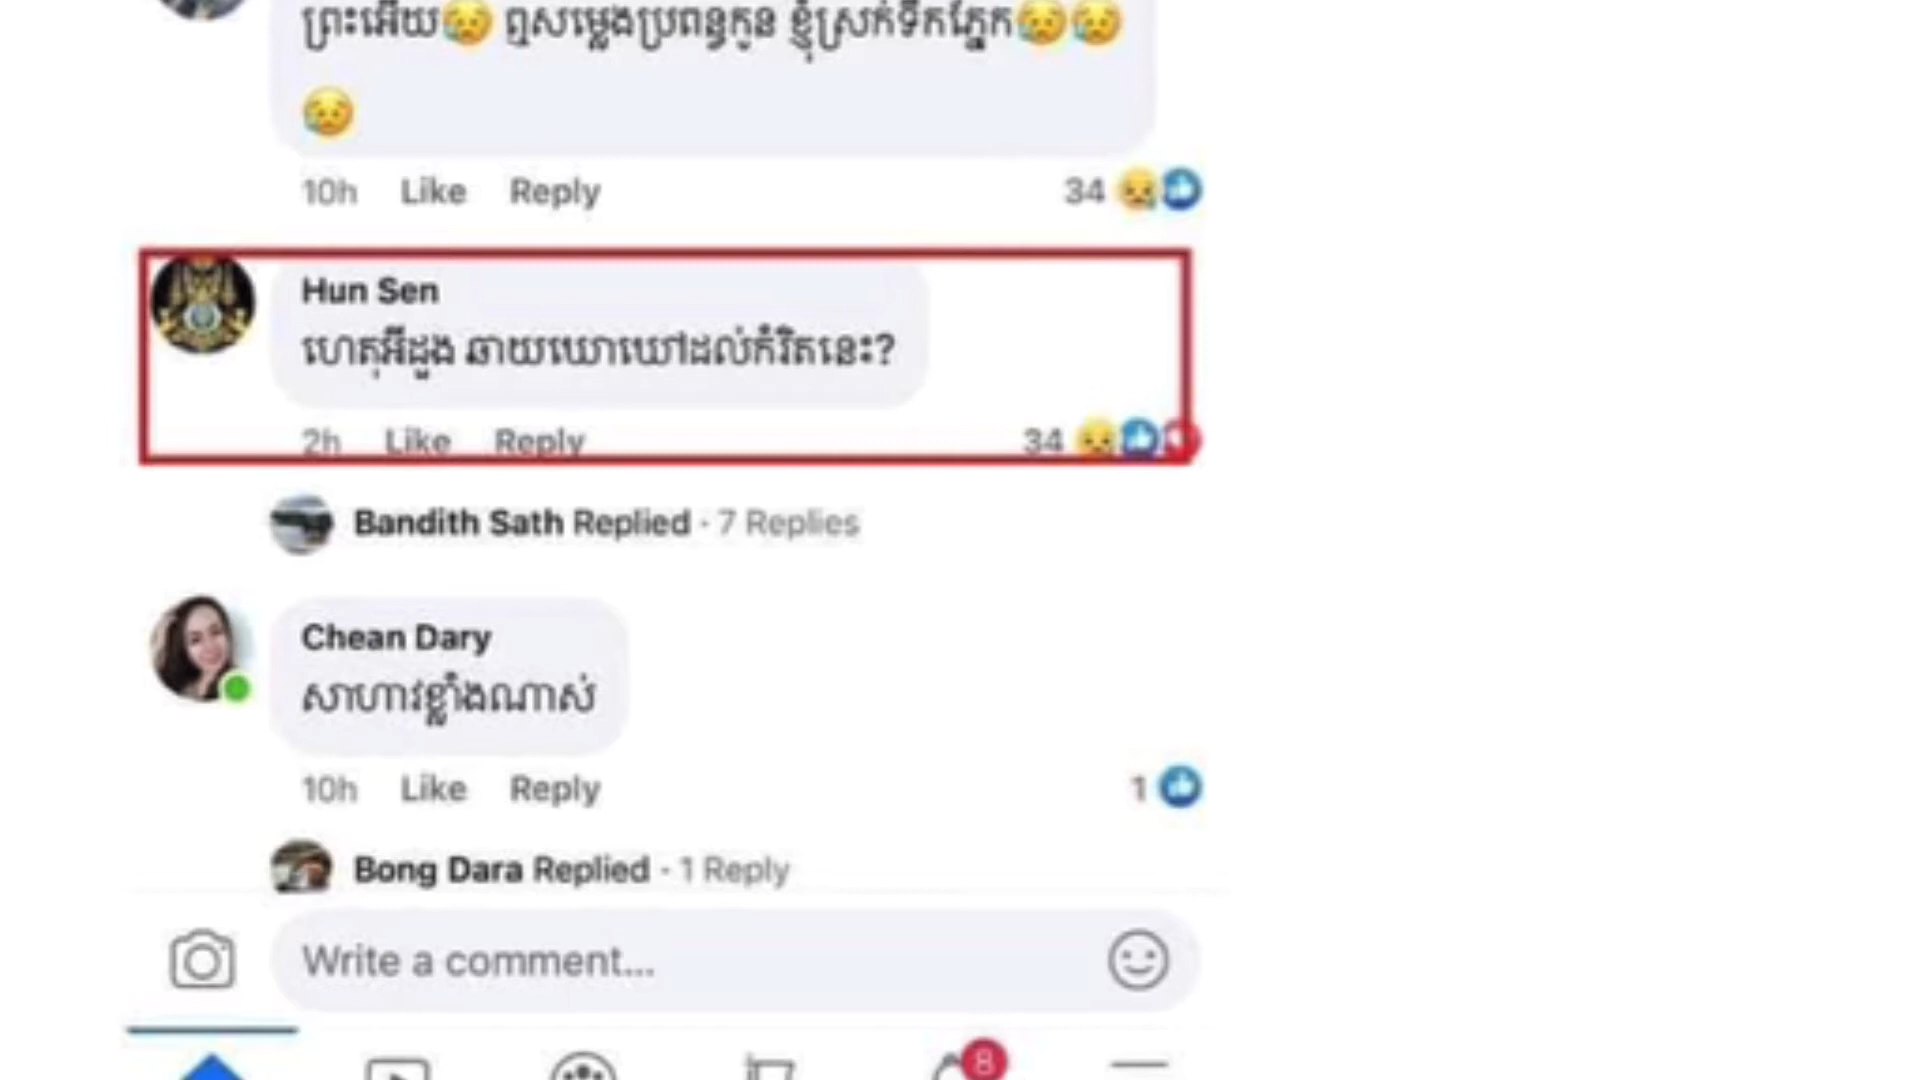 ព្រះអើយ😥 ឮសម្លេងប្រពន្ធកូន ខ្ញុំស្រក់ទឹកភ្នែក😥😥
😥
10h Like Reply 34
Hun Sen
ហេតុអីដួង ឆាយឃោឃៅដល់កំរិតនេះ?
2h Like Reply 34
Bandith Sath Replied · 7 Replies
Chean Dary
សាហាវខ្លាំងណាស់
10h Like Reply 1
Bong Dara Replied · 1 Reply
Write a comment...
8